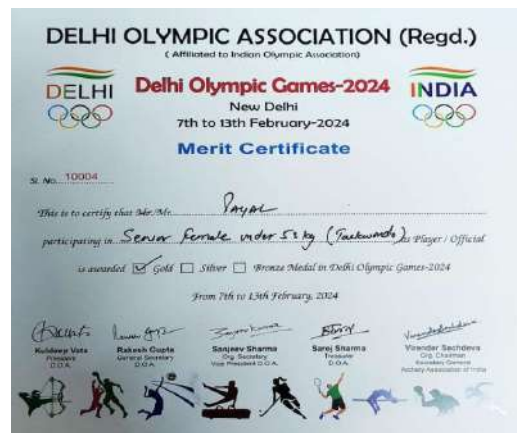 DELHI OLYMPIC ASSOCIATION (Regd.)
( Affiliated to Indian Olympic Association)
DELHI
INDIA
Delhi Olympic Games-2024
New Delhi
7th to 13th February-2024
Merit Certificate
Sl. No. 10004
This is to certify that Mr./Ms. PAYAL
participating in Senior Female under 53 kg (Taekwondo) as Player / Official
is awarded Gold Silver Bronze Medal in Delhi Olympic Games-2024
From 7th to 13th February, 2024
Kuldeep Vats
President
D.O.A.
Rakesh Gupta
General Secretary
D.O.A.
Sanjeev Sharma
Org. Secretary
Vice President D.O.A.
Saroj Sharma
Treasurer
D.O.A.
Virender Sachdeva
Org. Chairman
Secretary General
Archery Association of India